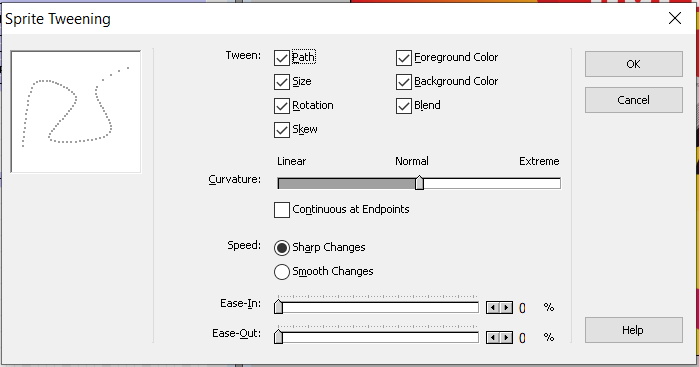 Sprite Tweening
Tween: Path Foreground Color OK
Size Background Color
Rotation Blend Cancel
Skew
Linear Normal Extreme
Curvature:
Continuous at Endpoints
Speed: Sharp Changes
Smooth Changes
Ease-In: 0 %
Ease-Out: 0 % Help